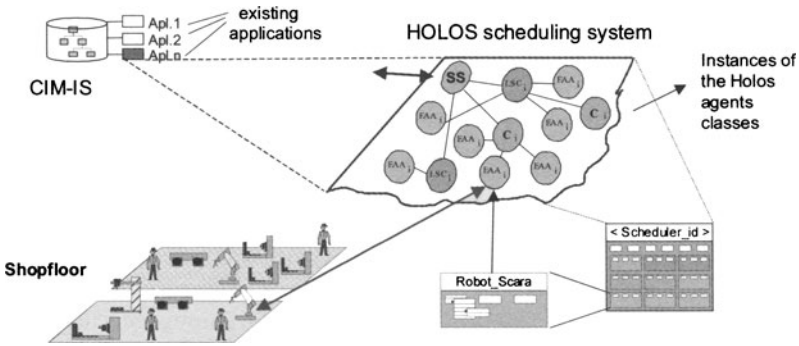 Apl.1
Apl.2
Apl.n
existing
applications
CIM-IS
HOLOS scheduling system
Instances of
the Holos
agents
classes
SS
LSC i
EAA i
EAA i
EAA i
C i
C i
EAA i
EAA i
EAA i
LSC i
EAA i
< Scheduler_id >
Shopfloor
Robot_Scara